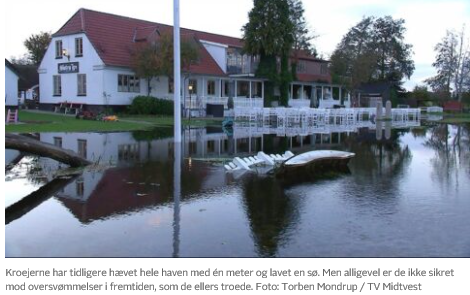 Kroejerne har tidligere hævet hele haven med én meter og lavet en sø. Men alligevel er de ikke sikret
mod oversvømmelser i fremtiden, som de ellers troede. Foto: Torben Mondrup / TV Midtvest